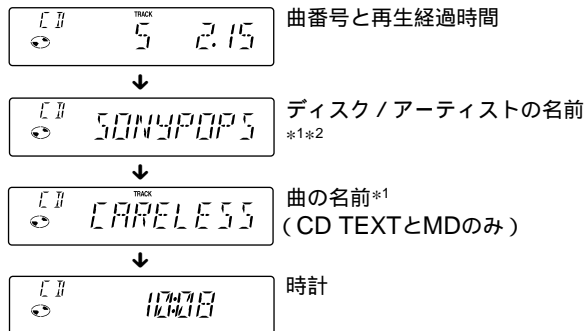 CD
TRACK
5 2.15
曲番号と再生経過時間
CD
SONYPOPS
ディスク / アーティストの名前
*1*2
CD
TRACK
CARELESS
曲の名前*1
(CD TEXTとMDのみ)
CD
10:08
時計